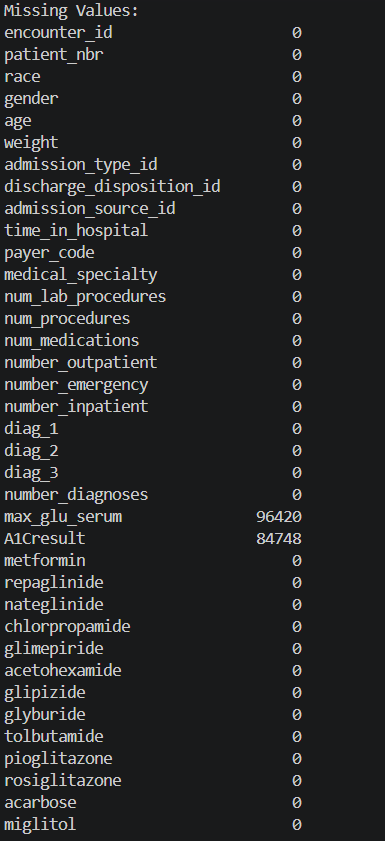 Missing Values:
encounter_id 0
patient_nbr 0
race 0
gender 0
age 0
weight 0
admission_type_id 0
discharge_disposition_id 0
admission_source_id 0
time_in_hospital 0
payer_code 0
medical_specialty 0
num_lab_procedures 0
num_procedures 0
num_medications 0
number_outpatient 0
number_emergency 0
number_inpatient 0
diag_1 0
diag_2 0
diag_3 0
number_diagnoses 0
max_glu_serum 96420
A1Cresult 84748
metformin 0
repaglinide 0
nateglinide 0
chlorpropamide 0
glimepiride 0
acetohexamide 0
glipizide 0
glyburide 0
tolbutamide 0
pioglitazone 0
rosiglitazone 0
acarbose 0
miglitol 0